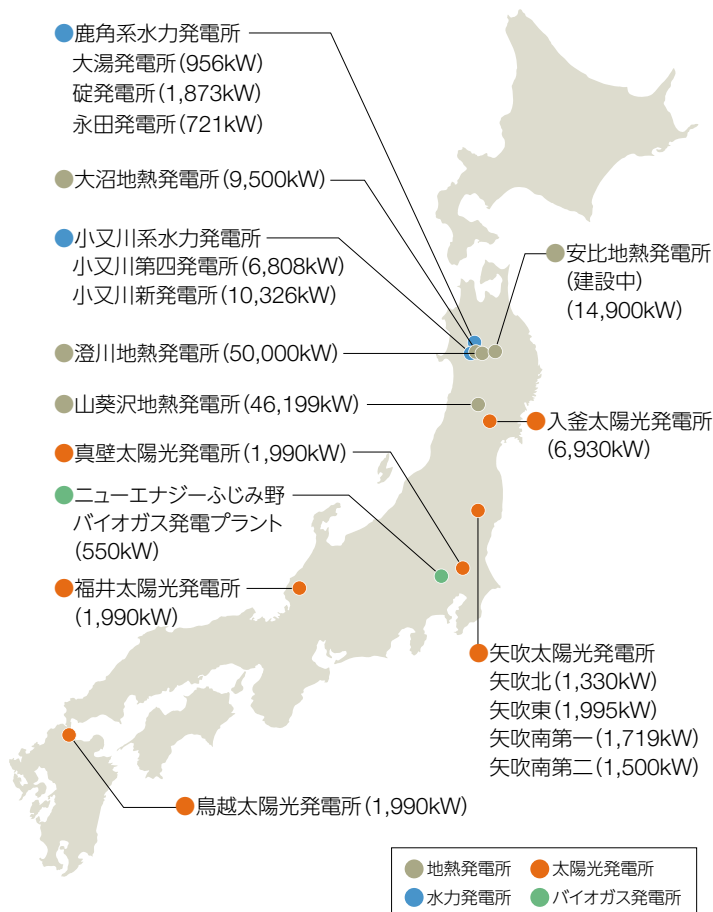 鹿角系水力発電所
大湯発電所(956kW)
碇発電所(1,873kW)
永田発電所(721kW)
大沼地熱発電所(9,500kW)
小又川系水力発電所
小又川第四発電所(6,808kW)
小又川新発電所(10,326kW)
安比地熱発電所
(建設中)
(14,900kW)
澄川地熱発電所(50,000kW)
山葵沢地熱発電所(46,199kW)
入釜太陽光発電所
(6,930kW)
真壁太陽光発電所(1,990kW)
ニューエナジーふじみ野
バイオガス発電プラント
(550kW)
福井太陽光発電所
(1,990kW)
矢吹太陽光発電所
矢吹北(1,330kW)
矢吹東(1,995kW)
矢吹南第一(1,719kW)
矢吹南第二(1,500kW)
鳥越太陽光発電所(1,990kW)
地熱発電所
太陽光発電所
水力発電所
バイオガス発電所